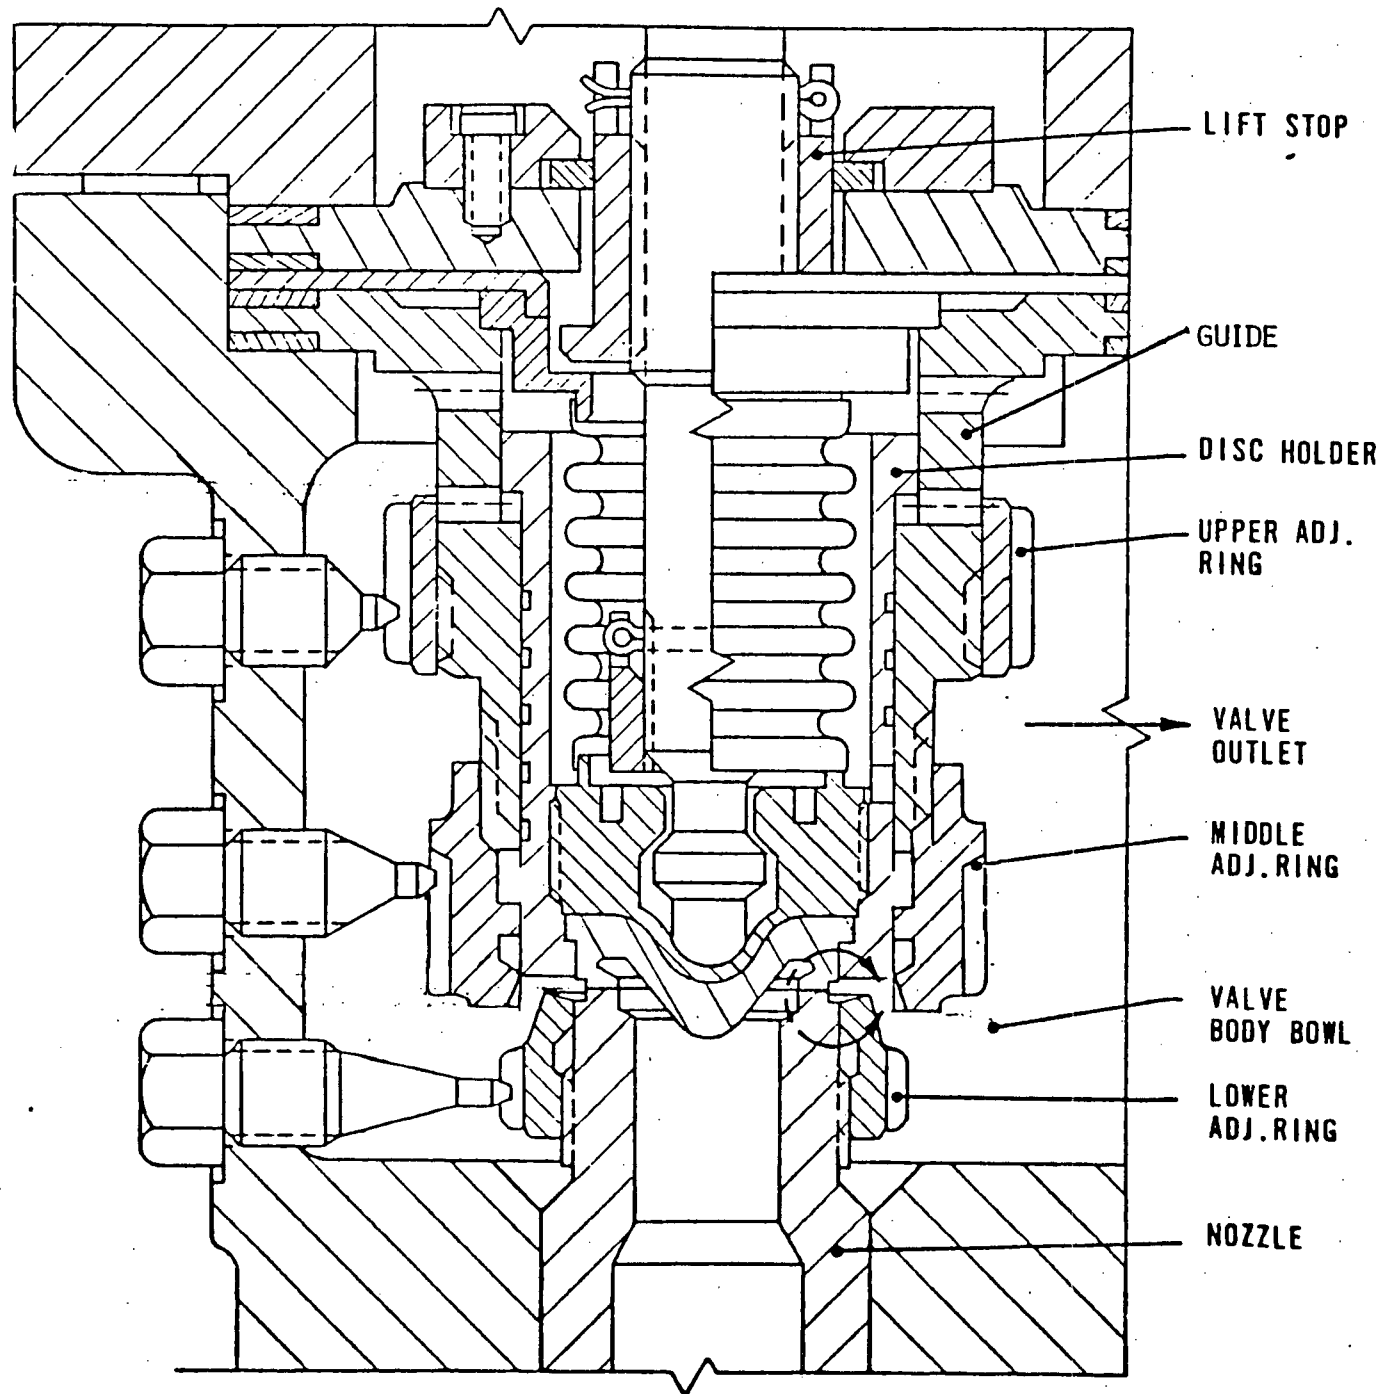 LIFT STOP
GUIDE
DISC HOLDER
UPPER ADJ.
RING
VALVE
OUTLET
MIDDLE
ADJ.RING
VALVE
BODY BOWL
LOWER
ADJ.RING
NOZZLE